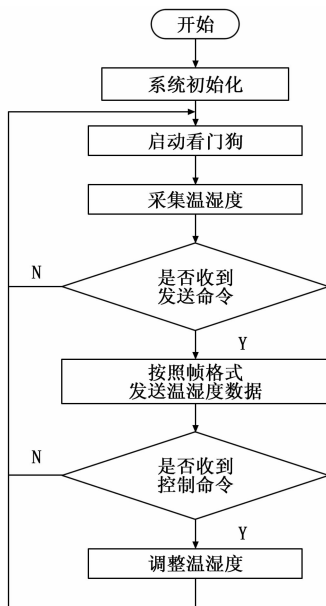 开始
系统初始化
启动看门狗
采集温湿度
是否收到
发送命令
N
Y
按照帧格式
发送温湿度数据
是否收到
控制命令
N
Y
调整温湿度